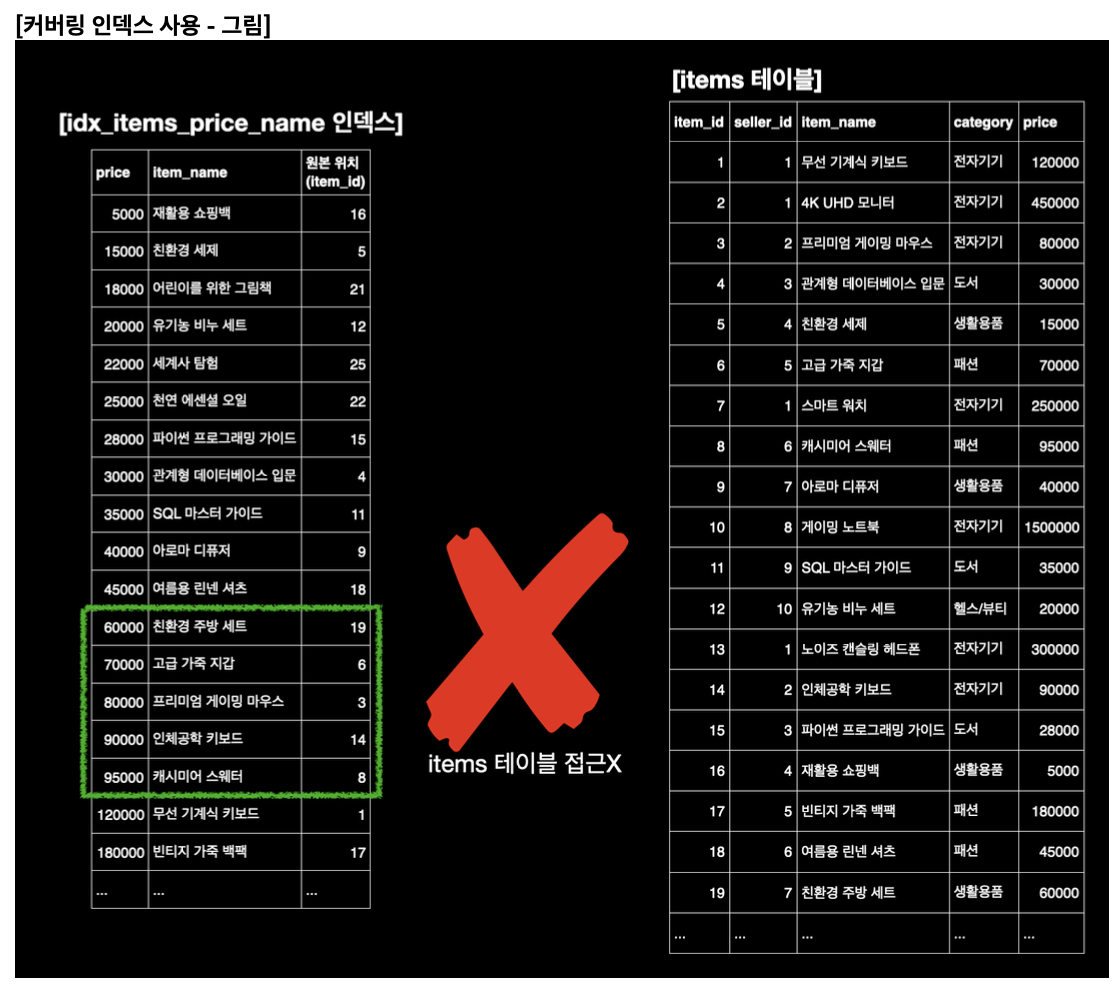 [커버링 인덱스 사용 - 그림]
[idx_items_price_name 인덱스]
price item_name 원본 위치 (item_id)
5000 재활용 쇼핑백 16
15000 친환경 세제 5
18000 어린이를 위한 그림책 21
20000 유기농 비누 세트 12
22000 세계사 탐험 25
25000 천연 에센셜 오일 22
28000 파이썬 프로그래밍 가이드 15
30000 관계형 데이터베이스 입문 4
35000 SQL 마스터 가이드 11
40000 아로마 디퓨저 9
45000 여름용 린넨 셔츠 18
60000 친환경 주방 세트 19
70000 고급 가죽 지갑 6
80000 프리미엄 게이밍 마우스 3
90000 인체공학 키보드 14
95000 캐시미어 스웨터 8
120000 무선 기계식 키보드 1
180000 빈티지 가죽 백팩 17
... ... ...
items 테이블 접근X
[items 테이블]
item_id seller_id item_name category price
1 1 무선 기계식 키보드 전자기기 120000
2 1 4K UHD 모니터 전자기기 450000
3 2 프리미엄 게이밍 마우스 전자기기 80000
4 3 관계형 데이터베이스 입문 도서 30000
5 4 친환경 세제 생활용품 15000
6 5 고급 가죽 지갑 패션 70000
7 1 스마트 워치 전자기기 250000
8 6 캐시미어 스웨터 패션 95000
9 7 아로마 디퓨저 생활용품 40000
10 8 게이밍 노트북 전자기기 1500000
11 9 SQL 마스터 가이드 도서 35000
12 10 유기농 비누 세트 헬스/뷰티 20000
13 1 노이즈 캔슬링 헤드폰 전자기기 300000
14 2 인체공학 키보드 전자기기 90000
15 3 파이썬 프로그래밍 가이드 도서 28000
16 4 재활용 쇼핑백 생활용품 5000
17 5 빈티지 가죽 백팩 패션 180000
18 6 여름용 린넨 셔츠 패션 45000
19 7 친환경 주방 세트 생활용품 60000
... ... ... ... ...